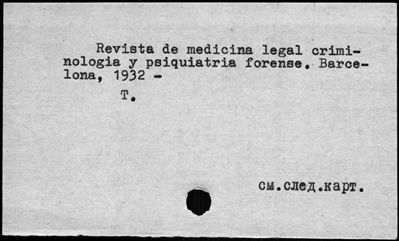 Revista de medicina legal crimi-
nologia y psiquiatria forense. Barce-
lona, 1932 -
T.
см.след.карт.